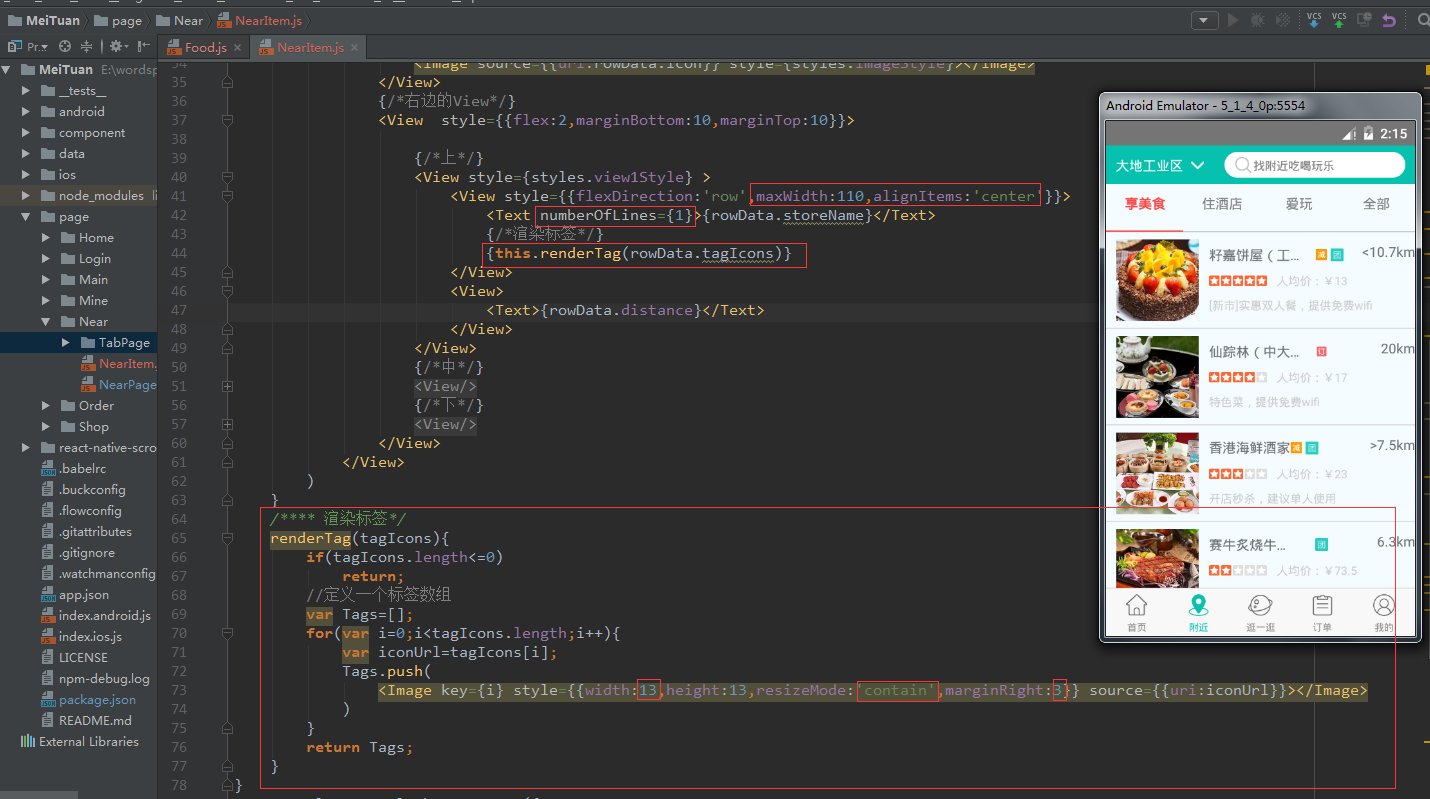 MeiTuan page Near NearItem.js
VCS VCS
Pr... Food.js NearItem.js
MeiTuan E:\wordsp
__tests__
android
component
data
ios
node_modules li
page
Home
Login
Main
Mine
Near
TabPage
NearItem.
NearPage
Order
Shop
react-native-scro
.babelrc
.buckconfig
.flowconfig
.gitattributes
.gitignore
.watchmanconfig
app.json
index.android.js
index.ios.js
LICENSE
npm-debug.log
package.json
README.md
External Libraries
34 <Image source={{uri:rowData.icon}} style={styles.imageStyle}></Image>
35 </View>
36 {/*右边的View*/}
37 <View  style={{flex:2,marginBottom:10,marginTop:10}}>
38
39 {/*上*/}
40 <View style={styles.view1Style} >
41 <View style={{flexDirection:'row',maxWidth:110,alignItems:'center'}}>
42 <Text numberOfLines={1}>{rowData.storeName}</Text>
43 {/*渲染标签*/}
44 {this.renderTag(rowData.tagIcons)}
45 </View>
46 <View>
47 <Text>{rowData.distance}</Text>
48 </View>
49 </View>
50 {/*中*/}
51 <View/>
56 {/*下*/}
57 <View/>
60 </View>
61 </View>
62 )
63 }
64 /**** 渲染标签*/
65 renderTag(tagIcons){
66 if(tagIcons.length<=0)
67 return;
68 //定义一个标签数组
69 var Tags=[];
70 for(var i=0;i<tagIcons.length;i++){
71 var iconUrl=tagIcons[i];
72 Tags.push(
73 <Image key={i} style={{width:13,height:13,resizeMode:'contain',marginRight:3}} source={{uri:iconUrl}}></Image>
74 )
75 }
76 return Tags;
77 }
78 }
Android Emulator - 5_1_4_0p:5554
2:15
大地工业区 找附近吃喝玩乐
享美食 住酒店 爱玩 全部
籽嘉饼屋（工... 减 团 <10.7km
人均价：￥13
[新市]实惠双人餐，提供免费wifi
仙踪林（中大... 订 20km
人均价：￥17
特色菜，提供免费wifi
香港海鲜酒家 减 团 >7.5km
人均价：￥23
开店秒杀，建议单人使用
赛牛炙烧牛... 团 6.3km
人均价：￥73.5
首页 附近 逛一逛 订单 我的